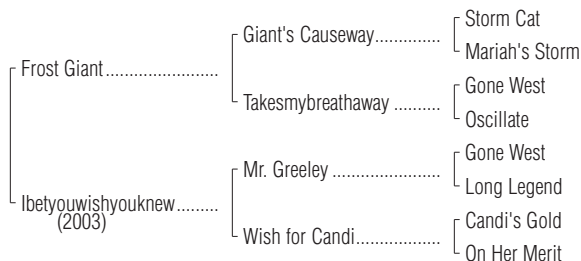 Storm Cat
Giant's Causeway..............
Mariah's Storm
Frost Giant........................
Gone West
Takesmybreathaway ..........
Oscillate
Gone West
Mr. Greeley .......................
Long Legend
Ibetyouwishyouknew.........
(2003)
Candi's Gold
Wish for Candi..................
On Her Merit